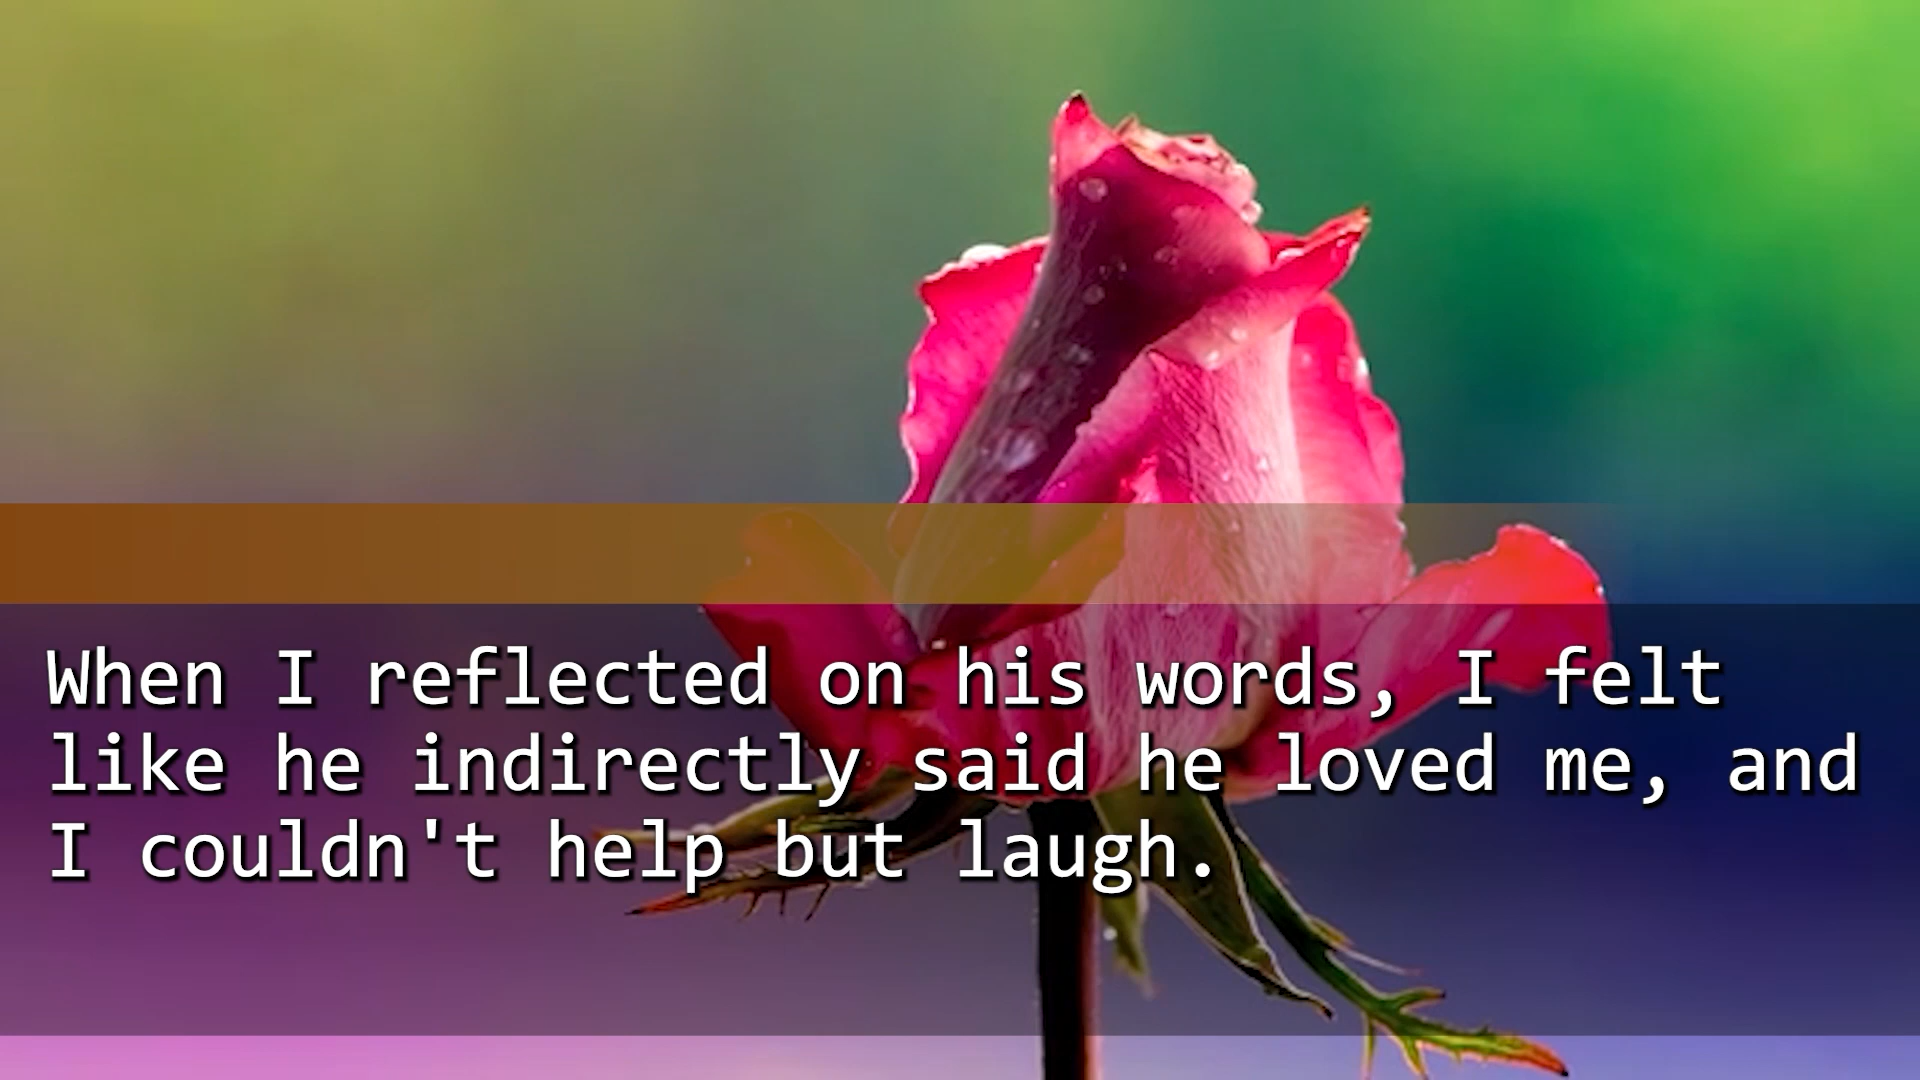 When I reflected on his words, I felt
like he indirectly said he loved me, and
I couldn't help but laugh.